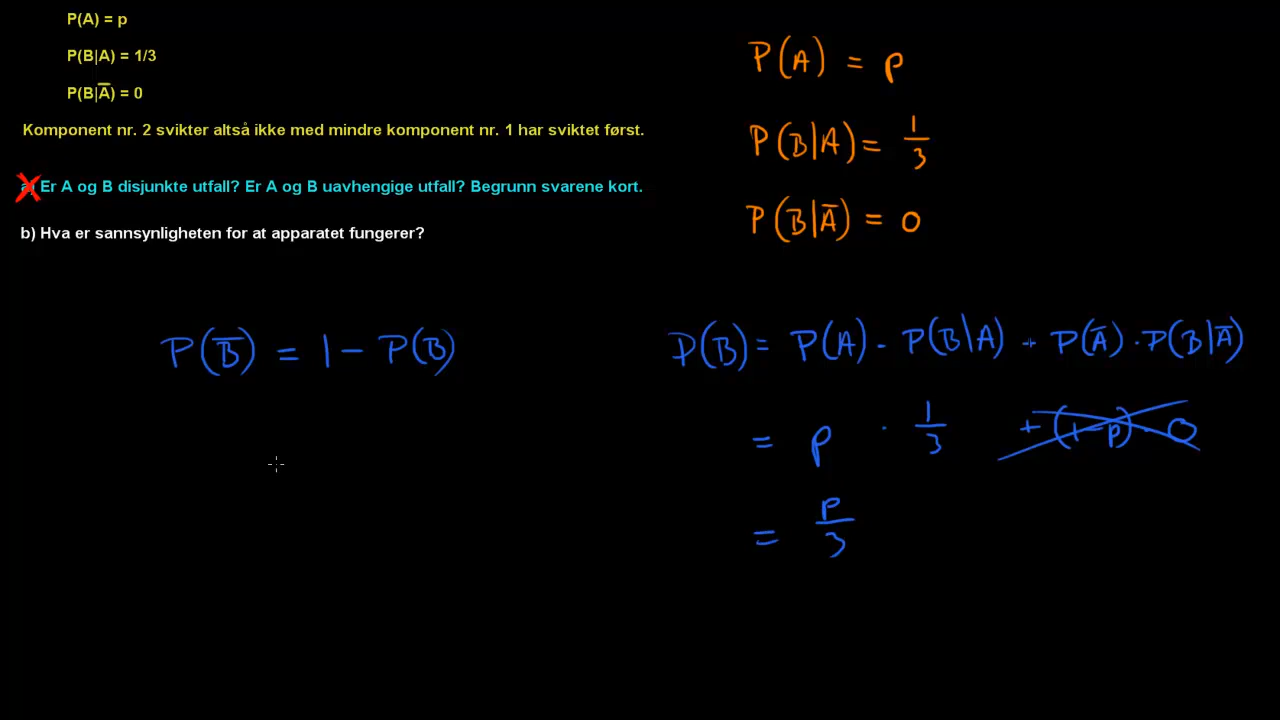 P(A) = p
P(B|A) = 1/3
P(B|A̅) = 0
Komponent nr. 2 svikter altså ikke med mindre komponent nr. 1 har sviktet først.
a) Er A og B disjunkte utfall? Er A og B uavhengige utfall? Begrunn svarene kort.
b) Hva er sannsynligheten for at apparatet fungerer?
P(A) = p
P(B|A) = 1/3
P(B|A̅) = 0
P(B̅) = 1 - P(B)
P(B) = P(A) · P(B|A) + P(A̅) · P(B|A̅)
= p · 1/3 + (1-p) · 0
= p/3